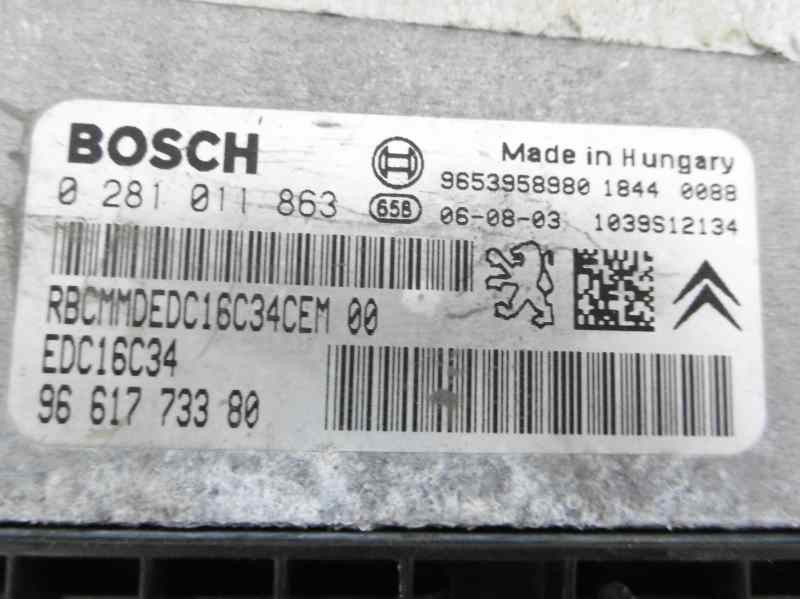 BOSCH
Made in Hungary
9653958980 1844 0088
0 281 011 863
65B
06-08-03 1039S12134
RBCMMDEDC16C34CEM 00
EDC16C34
96 617 733 80